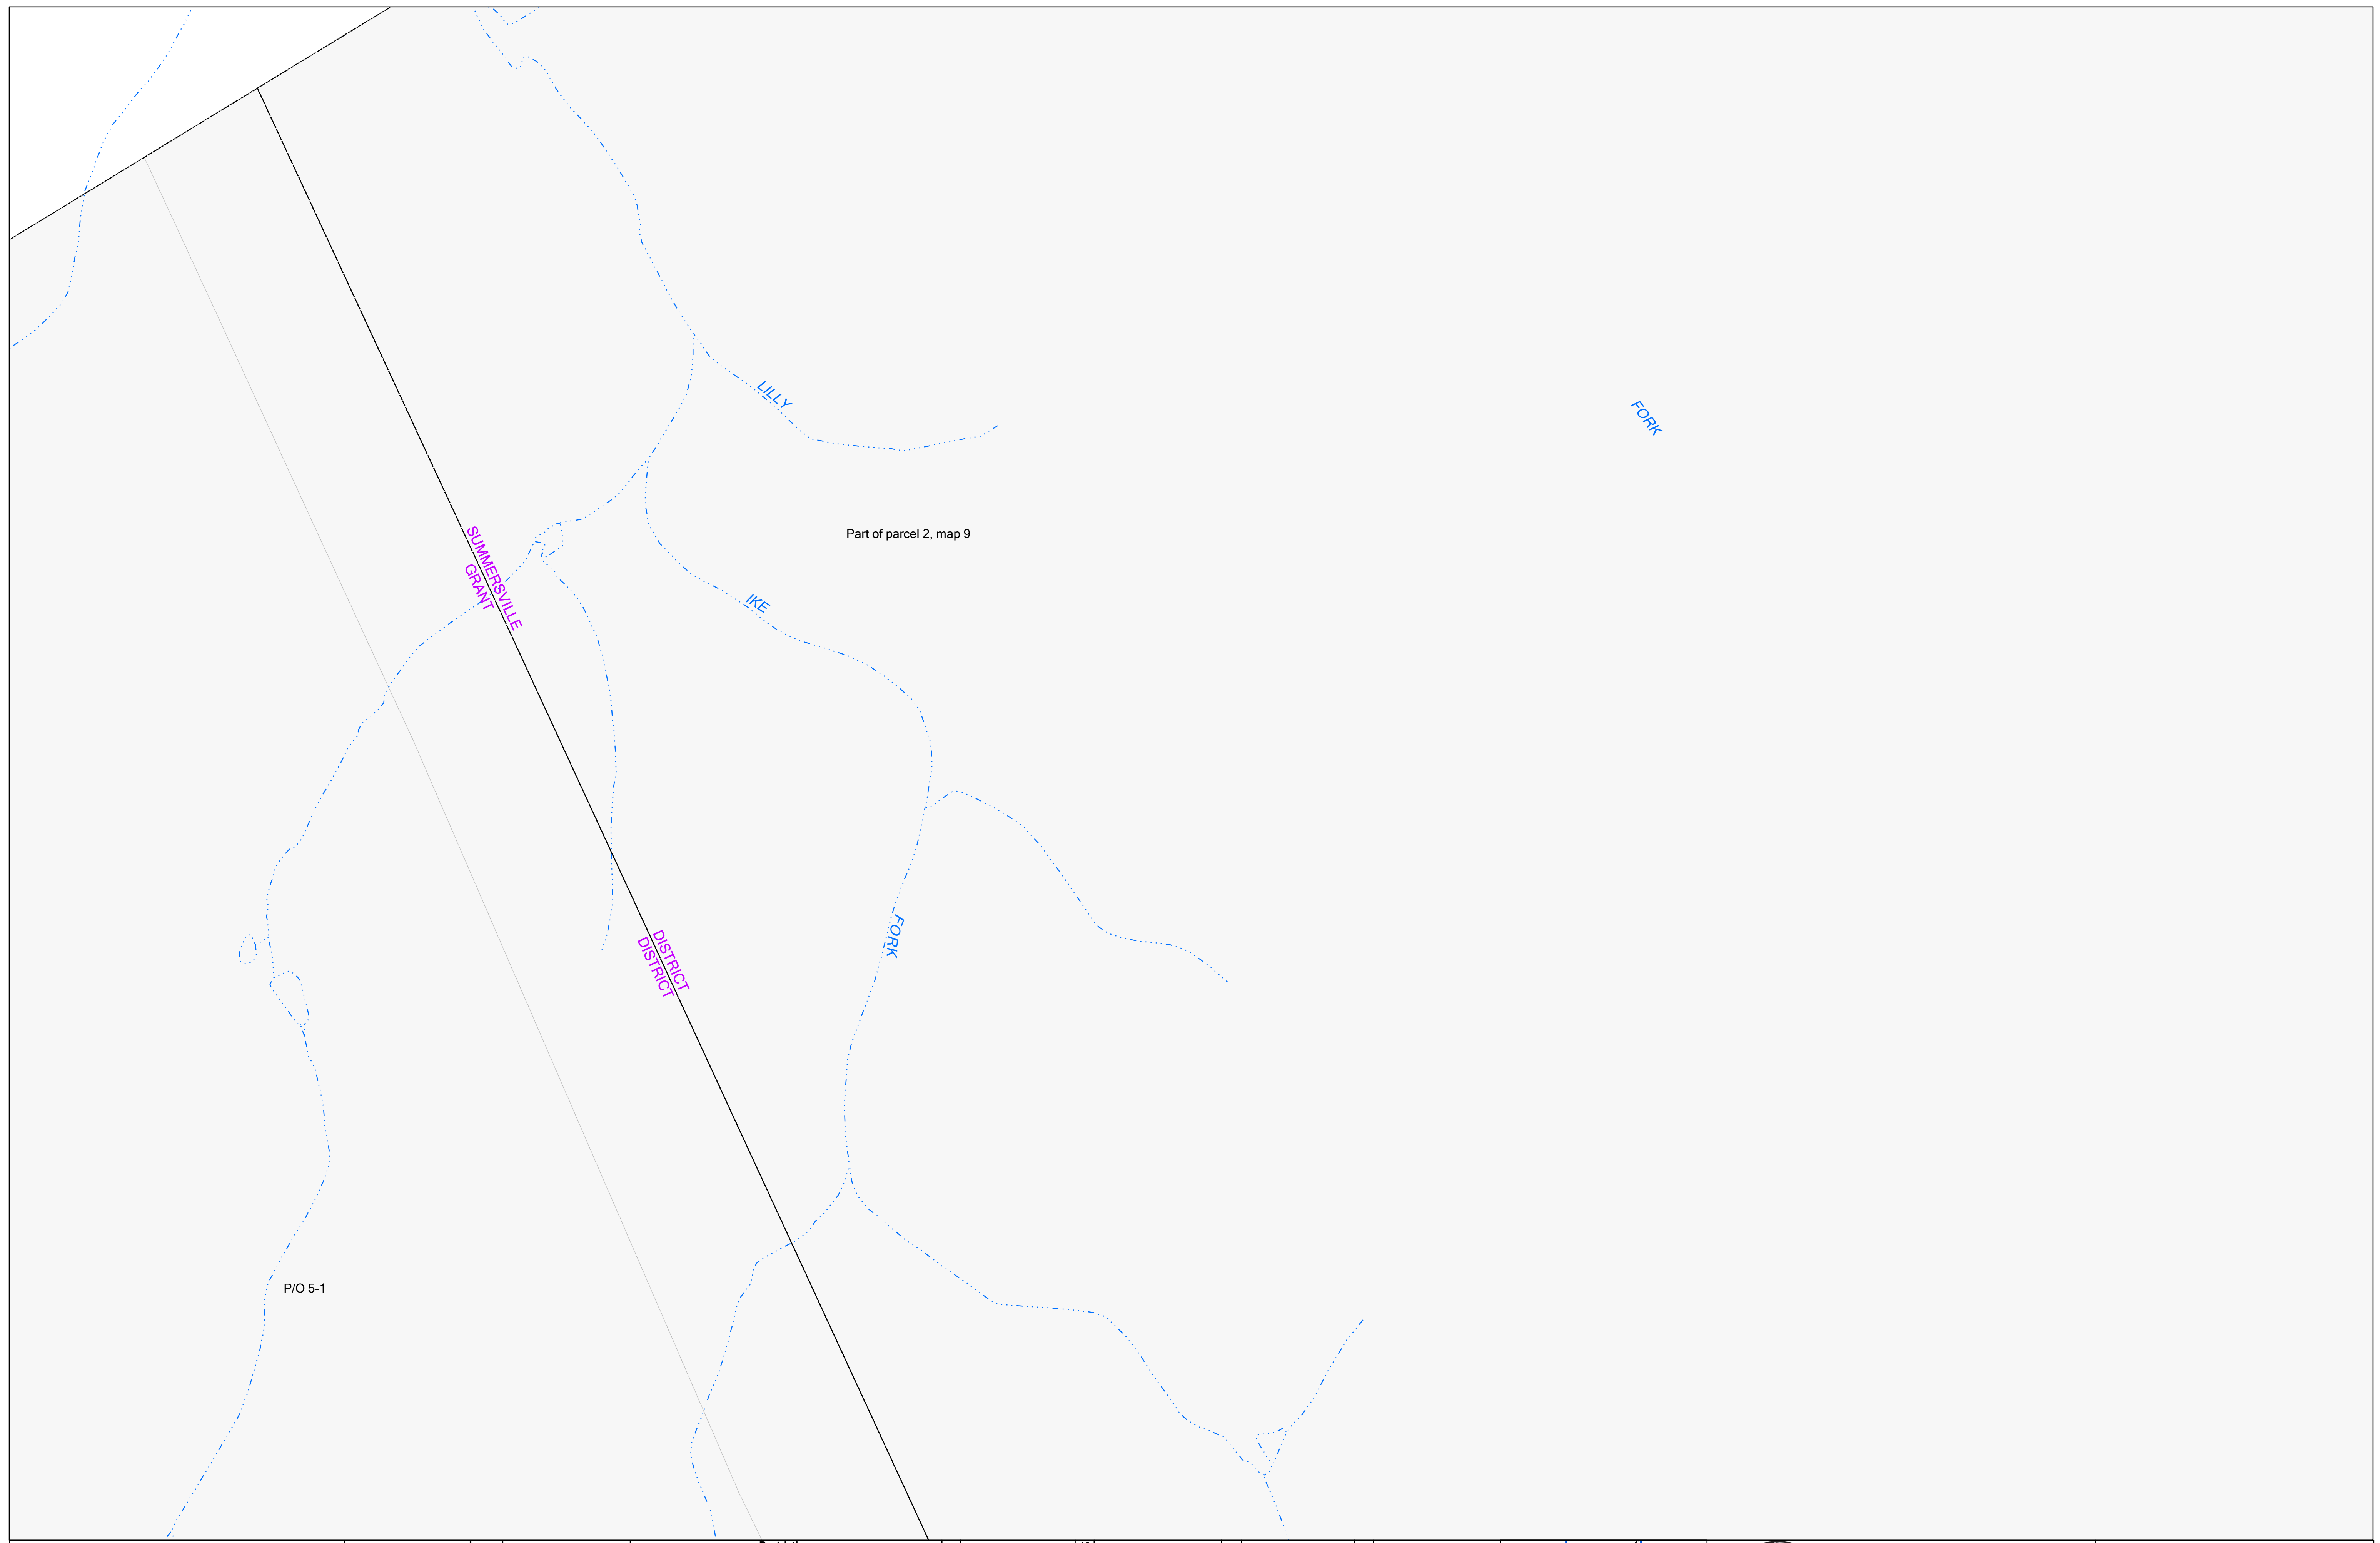 LILLY
FORK
Part of parcel 2, map 9
SUMMERSVILLE
GRANT
IKE
FORK
DISTRICT
DISTRICT
P/O 5-1